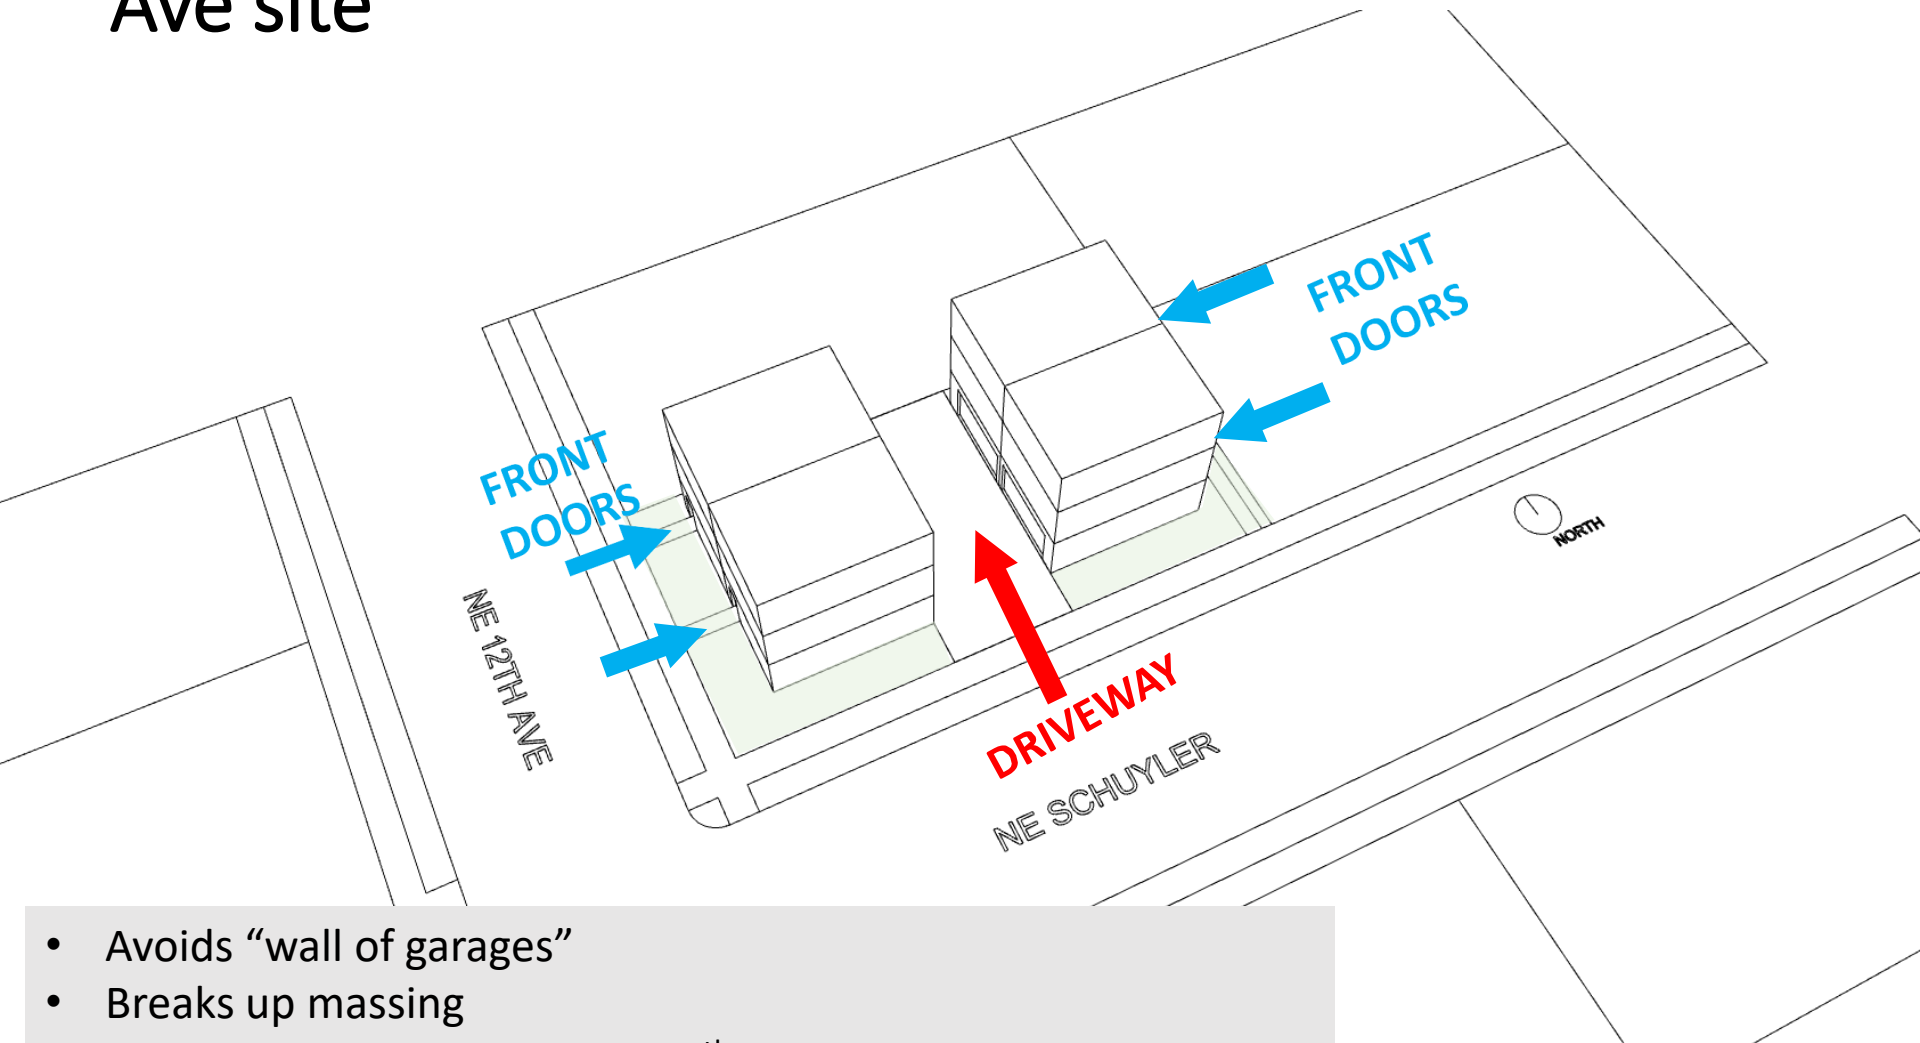 Ave site
FRONT
DOORS
FRONT
DOORS
NORTH
NE 12TH AVE
DRIVEWAY
NE SCHUYLER
• Avoids “wall of garages”
• Breaks up massing